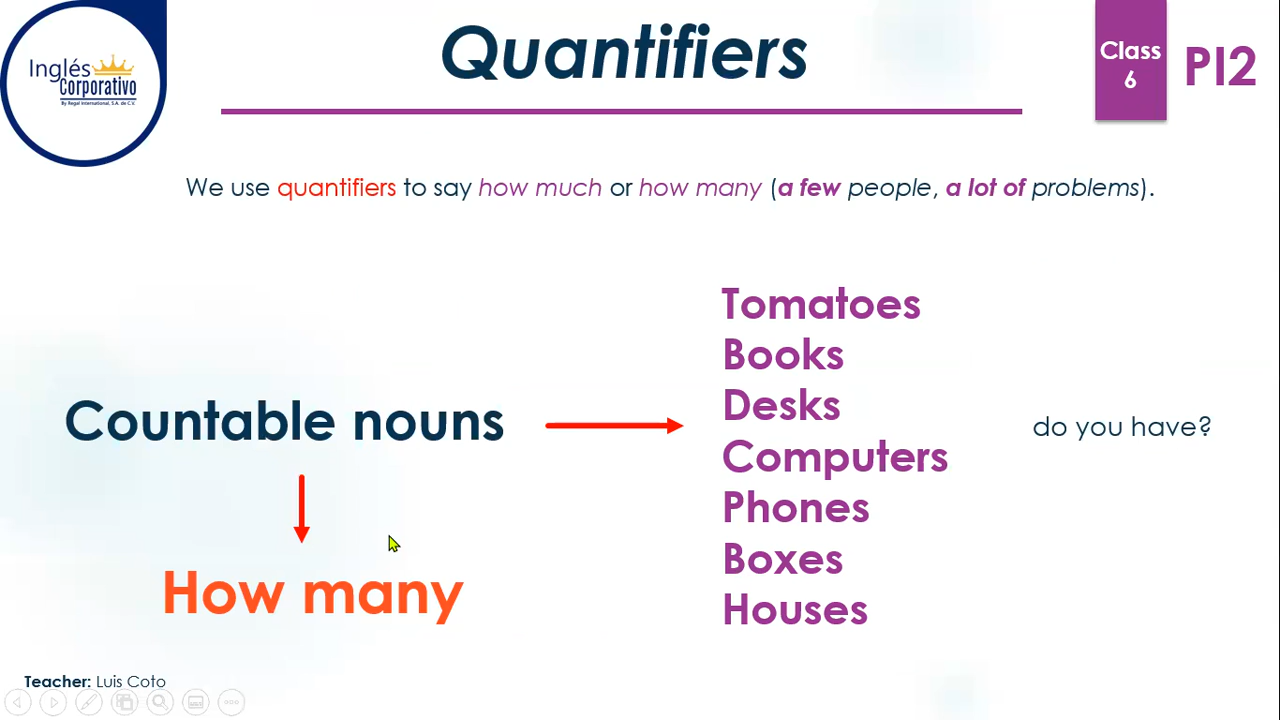 Inglés
Corporativo
By Regal International, S.A. de C.V.
Quantifiers
Class
6
PI2
We use quantifiers to say how much or how many (a few people, a lot of problems).
Countable nouns
How many
Tomatoes
Books
Desks
Computers
Phones
Boxes
Houses
do you have?
Teacher: Luis Coto